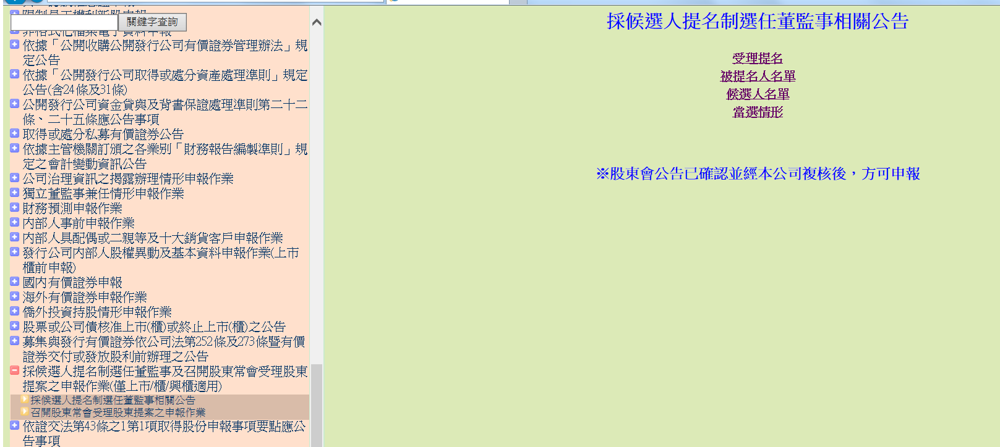 關鍵字查詢
依據「公開收購公開發行公司有價證券管理辦法」規
定公告
依據「公開發行公司取得或處分資產處理準則」規定
公告(含24條及31條)
公開發行公司資金貸與及背書保證處理準則第二十二
條、二十五條應公告事項
取得或處分私募有價證券公告
依據主管機關訂頒之各業別「財務報告編製準則」規
定之會計變動資訊公告
公司治理資訊之揭露辦理情形申報作業
獨立董監事兼任情形申報作業
財務預測申報作業
內部人事前申報作業
內部人具配偶或二親等及十大銷貨客戶申報作業
發行公司內部人股權異動及基本資料申報作業(上市
櫃前申報)
國內有價證券申報
海外有價證券申報作業
僑外投資持股情形申報作業
股票或公司債核准上市(櫃)或終止上市(櫃)之公告
募集與發行有價證券依公司法第252條及273條暨有價
證券交付或發放股利前辦理之公告
採候選人提名制選任董監事及召開股東常會受理股東
提案之申報作業(僅上市/櫃/興櫃適用)
採候選人提名制選任董監事相關公告
召開股東常會受理股東提案之申報作業
依證交法第43條之1第1項取得股份申報事項要點應公
告事項
採候選人提名制選任董監事相關公告
受理提名
被提名人名單
候選人名單
當選情形
※股東會公告已確認並經本公司複核後，方可申報